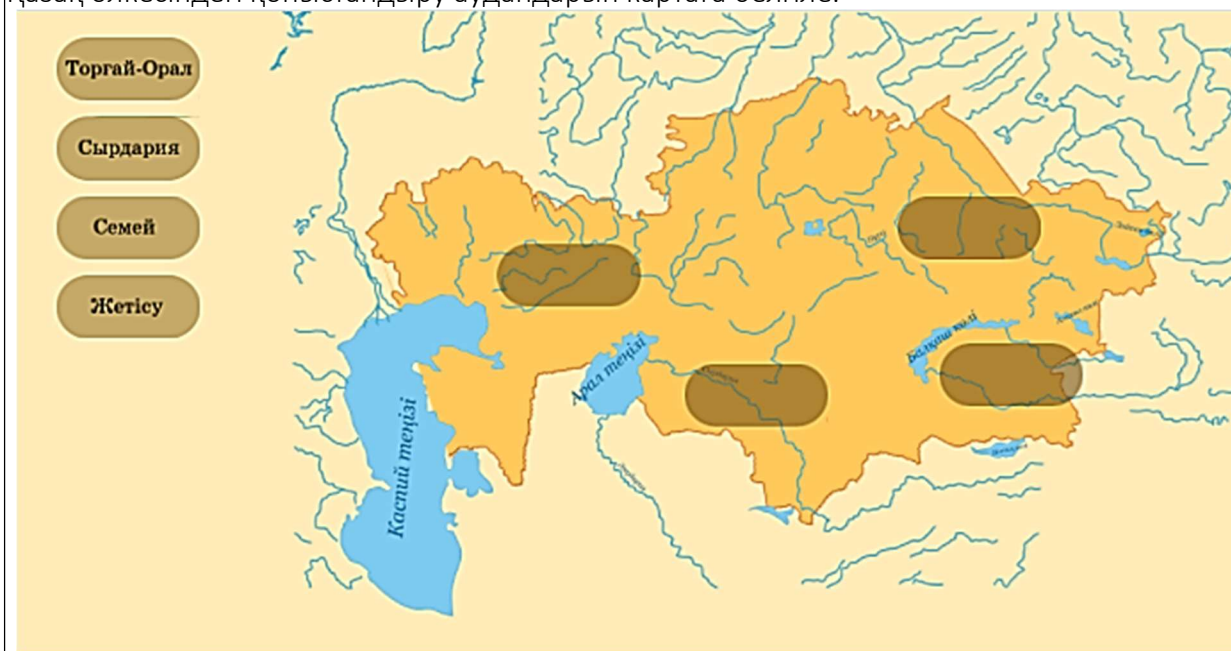 қазақ өлкесіндегі қоныстандыру аудандарын картаға белгіле.
Торғай-Орал
Сырдария
Семей
Жетісу
Балқаш көлі
Арал теңізі
Каспий теңізі